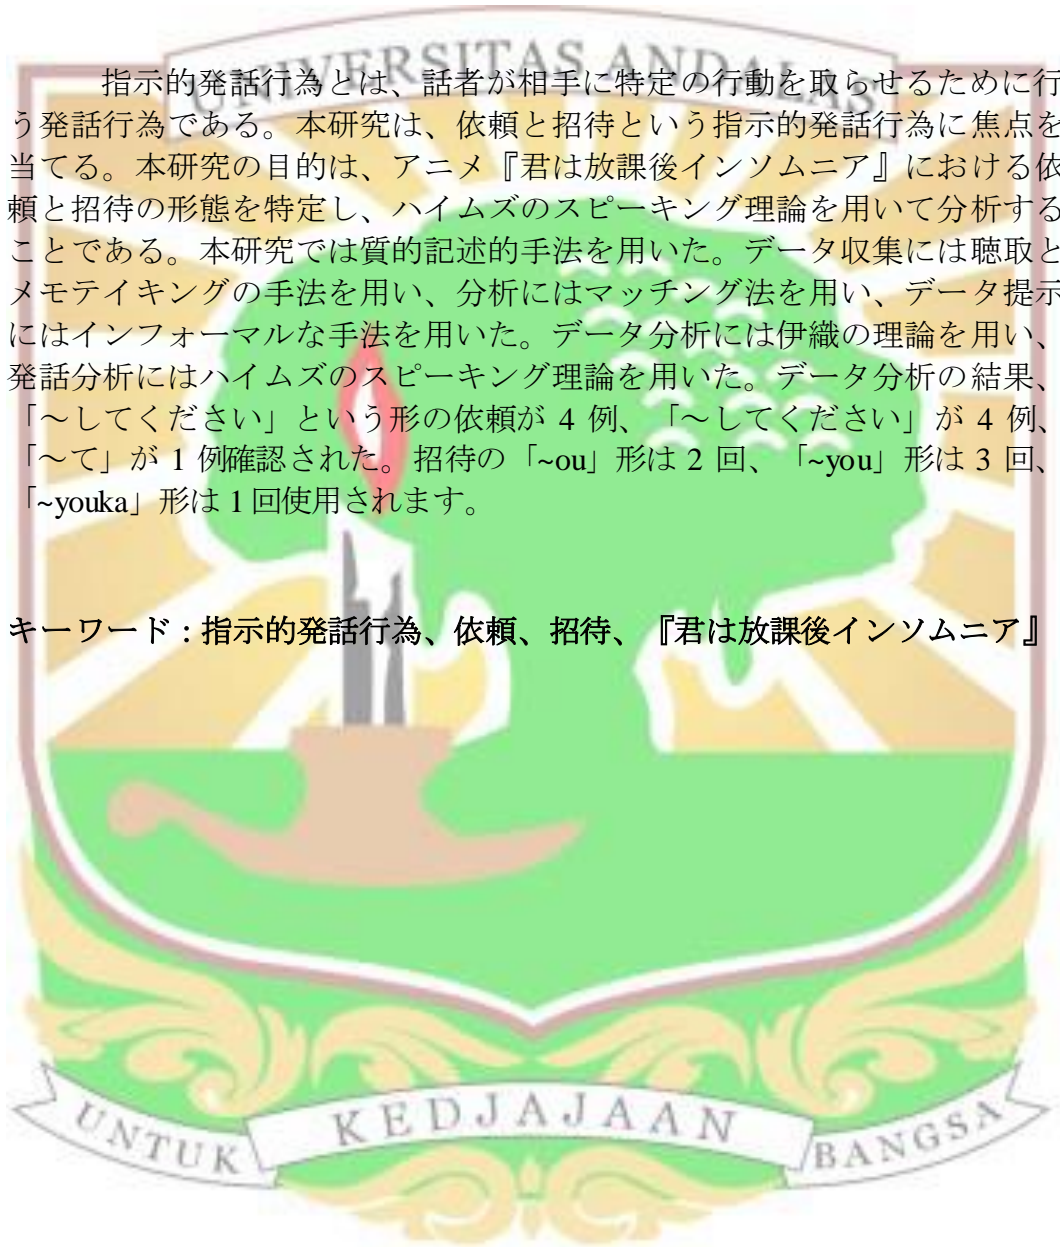 UNIVERSITAS ANDALAS
指示的発話行為とは、話者が相手に特定の行動を取らせるために行
う発話行為である。本研究は、依頼と招待という指示的発話行為に焦点を
当てる。本研究の目的は、アニメ『君は放課後インソムニア』における依
頼と招待の形態を特定し、ハイムズのスピーキング理論を用いて分析する
ことである。本研究では質的記述的手法を用いた。データ収集には聴取と
メモテイキングの手法を用い、分析にはマッチング法を用い、データ提示
にはインフォーマルな手法を用いた。データ分析には伊織の理論を用い、
発話分析にはハイムズのスピーキング理論を用いた。データ分析の結果、
「～してください」という形の依頼が 4 例、「～してください」が 4 例、
「～て」が 1 例確認された。招待の「~ou」形は 2 回、「~you」形は 3 回、
「~youka」形は 1 回使用されます。
キーワード：指示的発話行為、依頼、招待、『君は放課後インソムニア』
UNTUK KEDJAJAAN BANGSA